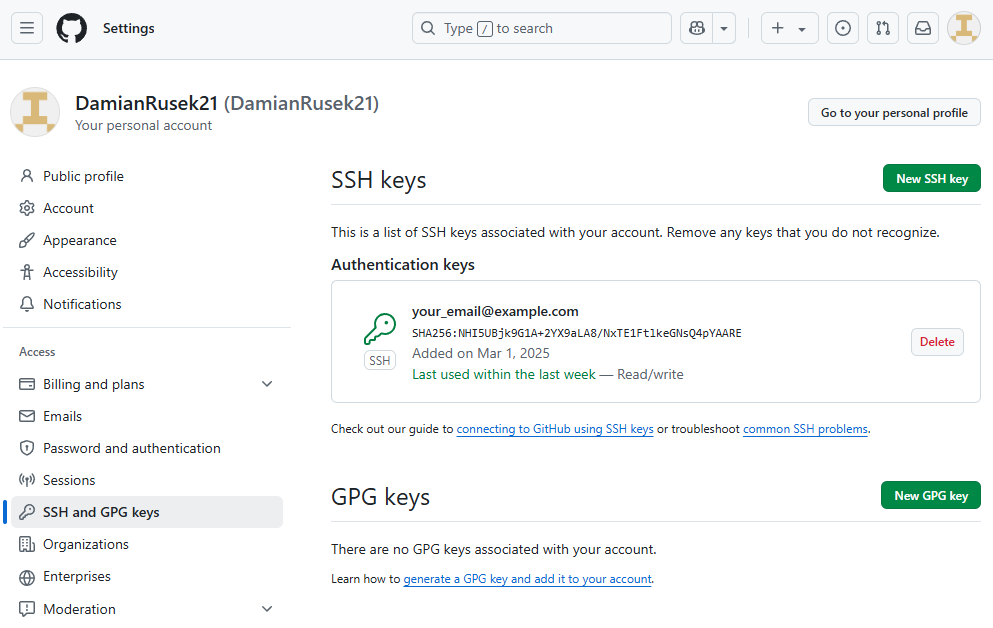 Settings
Type / to search
DamianRusek21 (DamianRusek21)
Your personal account
Go to your personal profile
Public profile
Account
Appearance
Accessibility
Notifications
Access
Billing and plans
Emails
Password and authentication
Sessions
SSH and GPG keys
Organizations
Enterprises
Moderation
SSH keys
New SSH key
This is a list of SSH keys associated with your account. Remove any keys that you do not recognize.
Authentication keys
your_email@example.com
SHA256:NHI5UBjk9G1A+2YX9aLA8/NxTE1Ft1keGNsQ4pYAARE
SSH
Added on Mar 1, 2025
Last used within the last week — Read/write
Delete
Check out our guide to connecting to GitHub using SSH keys or troubleshoot common SSH problems.
GPG keys
New GPG key
There are no GPG keys associated with your account.
Learn how to generate a GPG key and add it to your account.